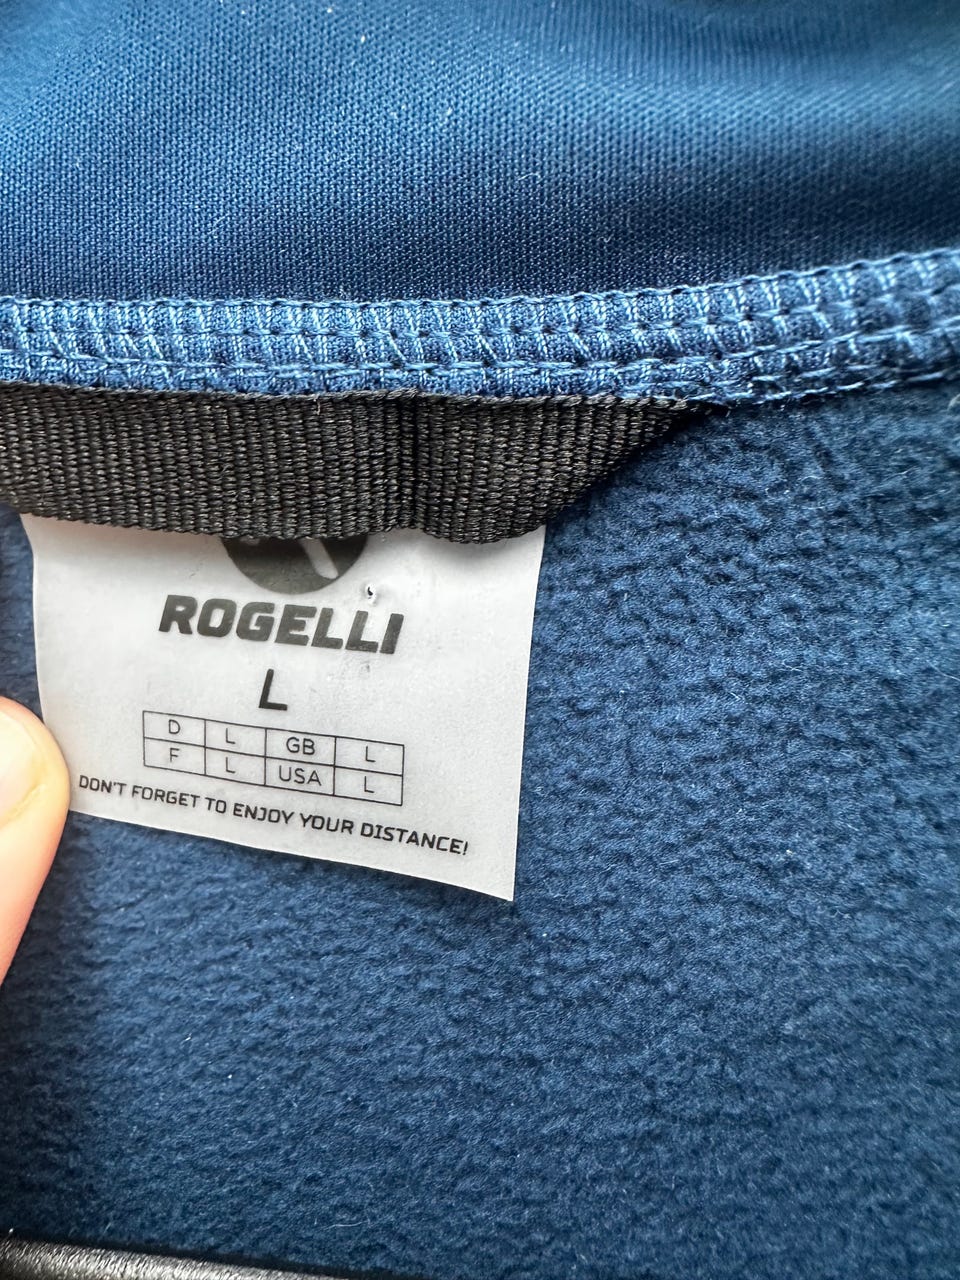 ROGELLI
L
D L GB L
F L USA L
DON'T FORGET TO ENJOY YOUR DISTANCE!